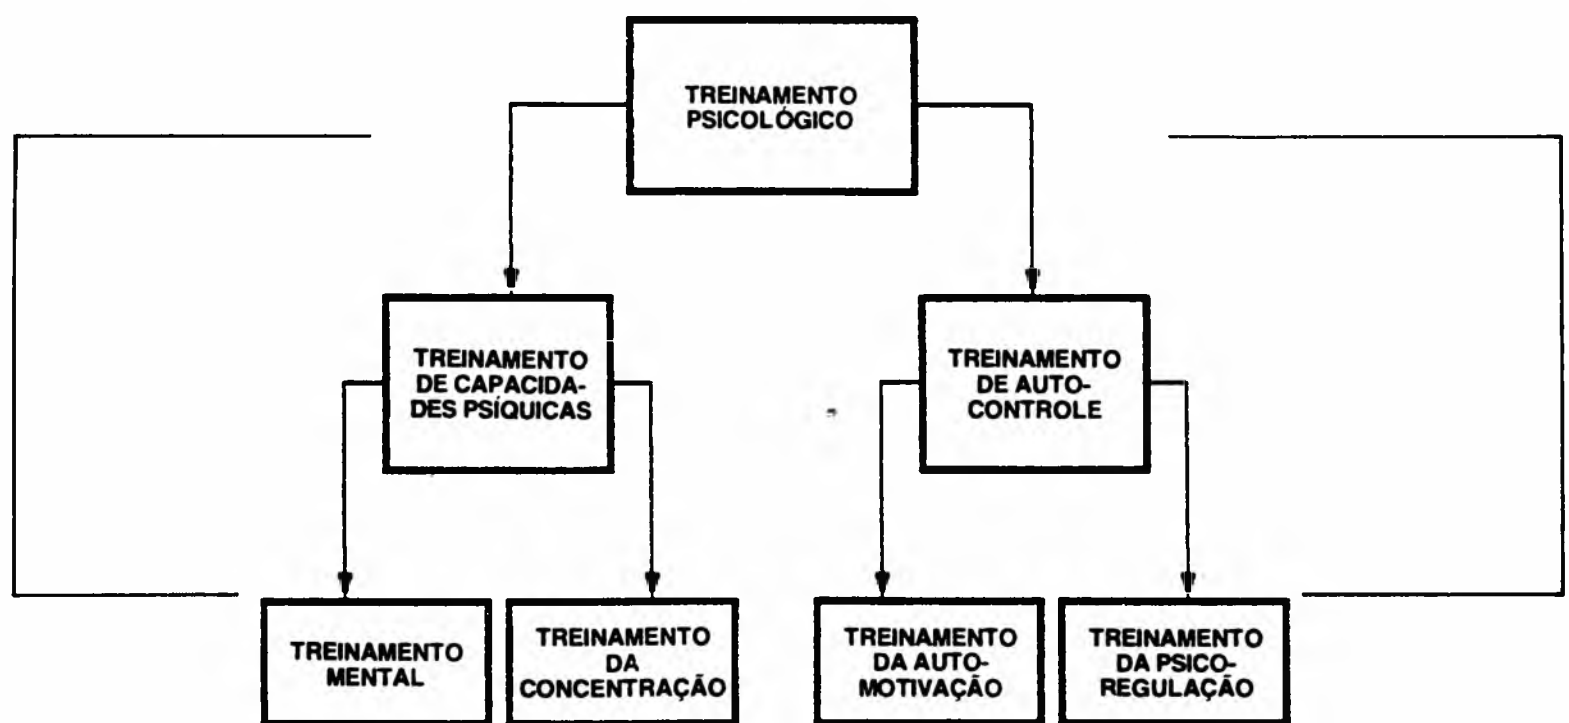 TREINAMENTO
PSICOLÓGICO
TREINAMENTO
DE CAPACIDA-
DES PSÍQUICAS
TREINAMENTO
DE AUTO-
CONTROLE
TREINAMENTO
MENTAL
TREINAMENTO
DA
CONCENTRAÇÃO
TREINAMENTO
DA AUTO-
MOTIVAÇÃO
TREINAMENTO
DA PSICO-
REGULAÇÃO